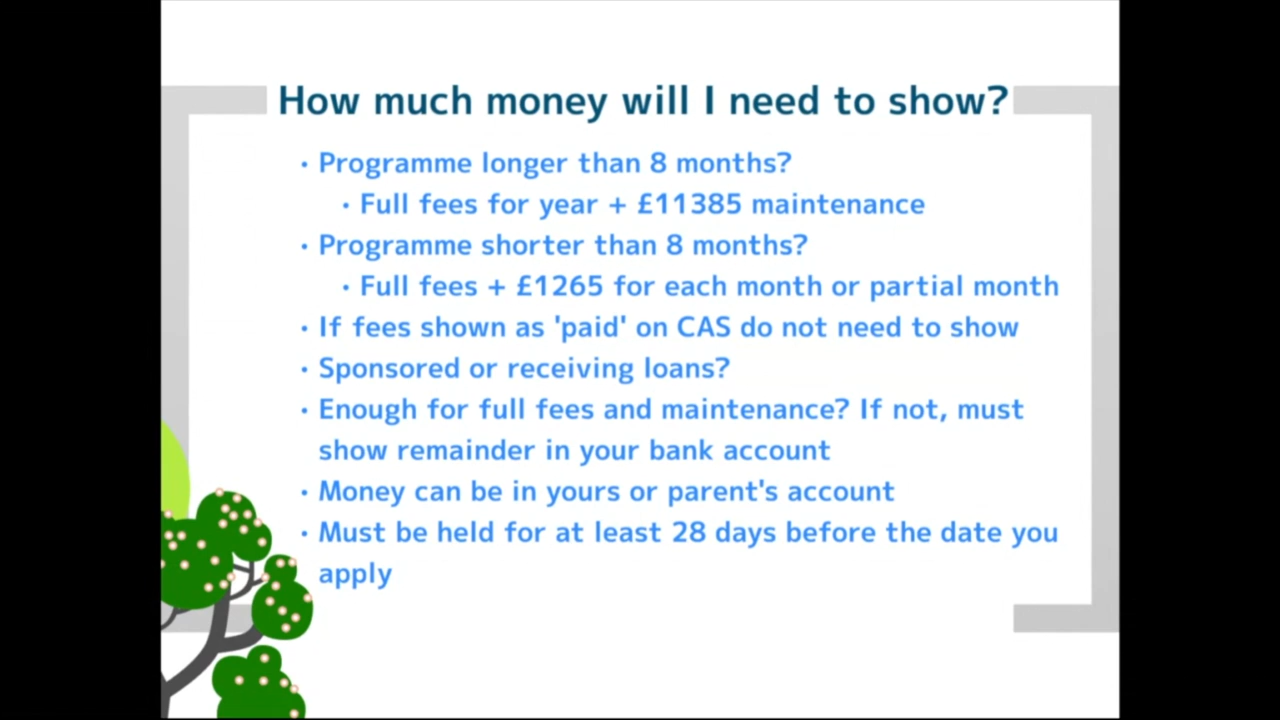 How much money will I need to show?
• Programme longer than 8 months?
• Full fees for year + £11385 maintenance
• Programme shorter than 8 months?
• Full fees + £1265 for each month or partial month
• If fees shown as 'paid' on CAS do not need to show
• Sponsored or receiving loans?
• Enough for full fees and maintenance? If not, must
show remainder in your bank account
• Money can be in yours or parent's account
• Must be held for at least 28 days before the date you
apply